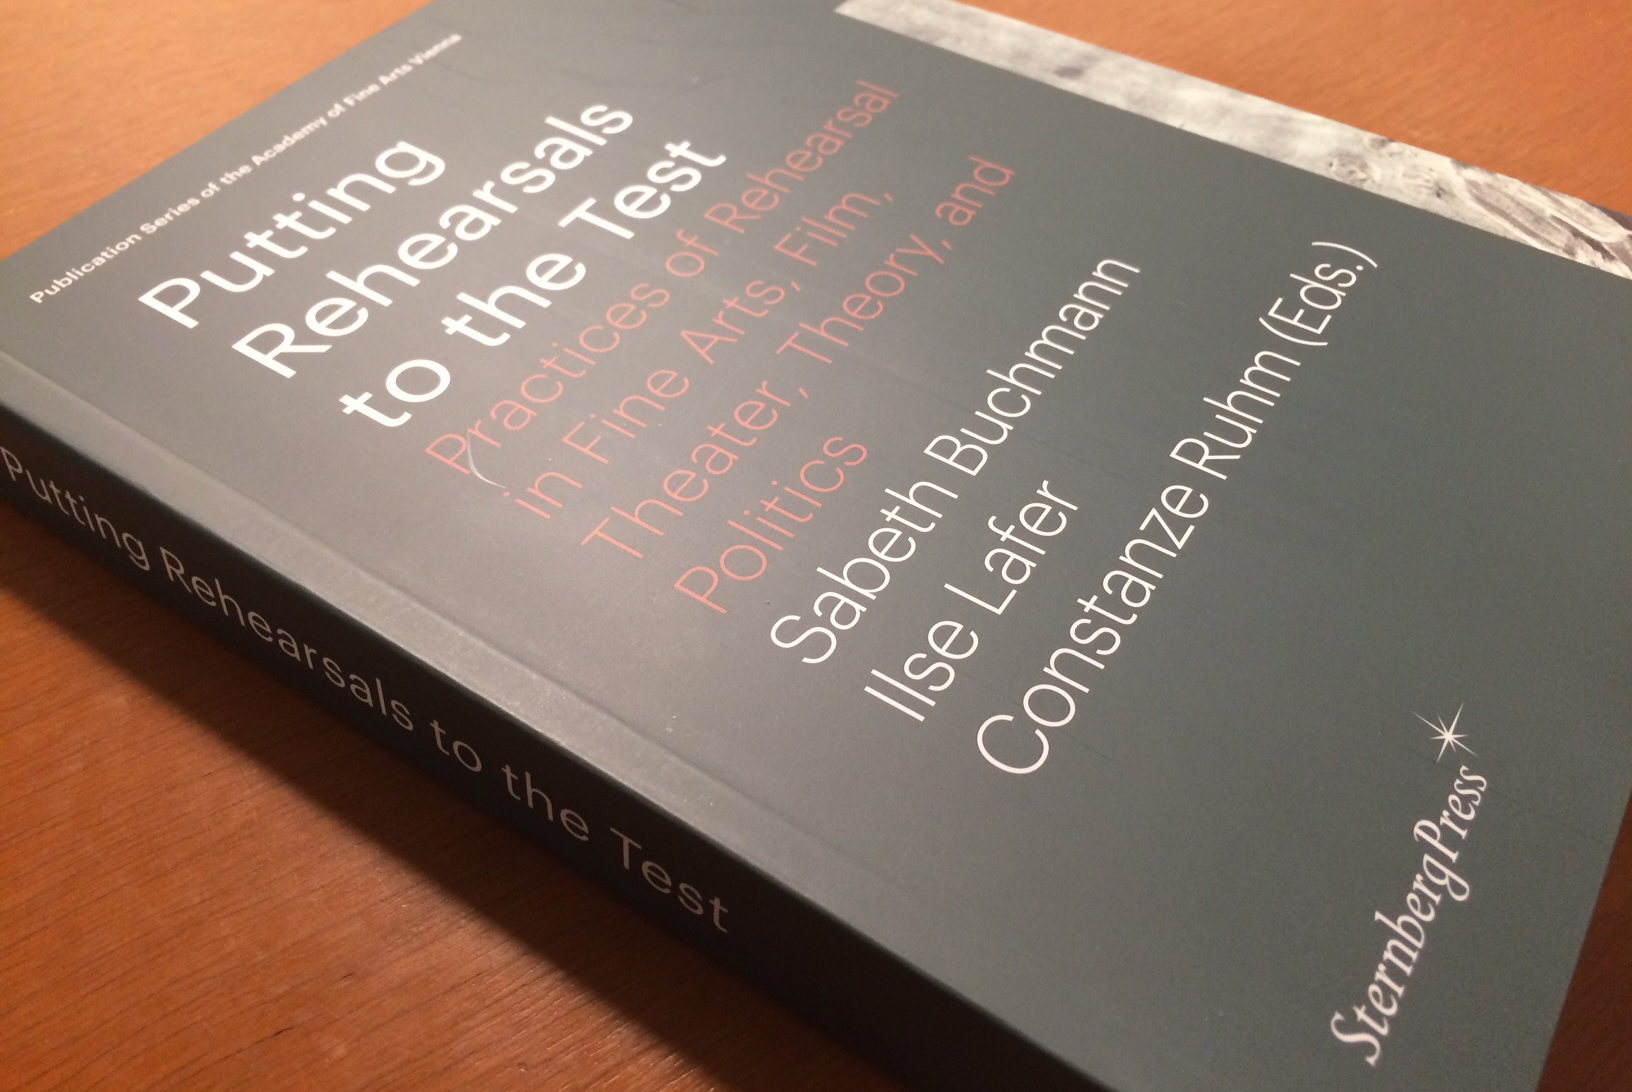 Publication Series of the Academy of Fine Arts Vienna
Putting
Rehearsals
to the Test
Practices of Rehearsal
in Fine Arts, Film,
Theater, Theory, and
Politics
Sabeth Buchmann
Ilse Lafer
Constanze Ruhm (Eds.)
SternbergPress
Putting Rehearsals to the Test